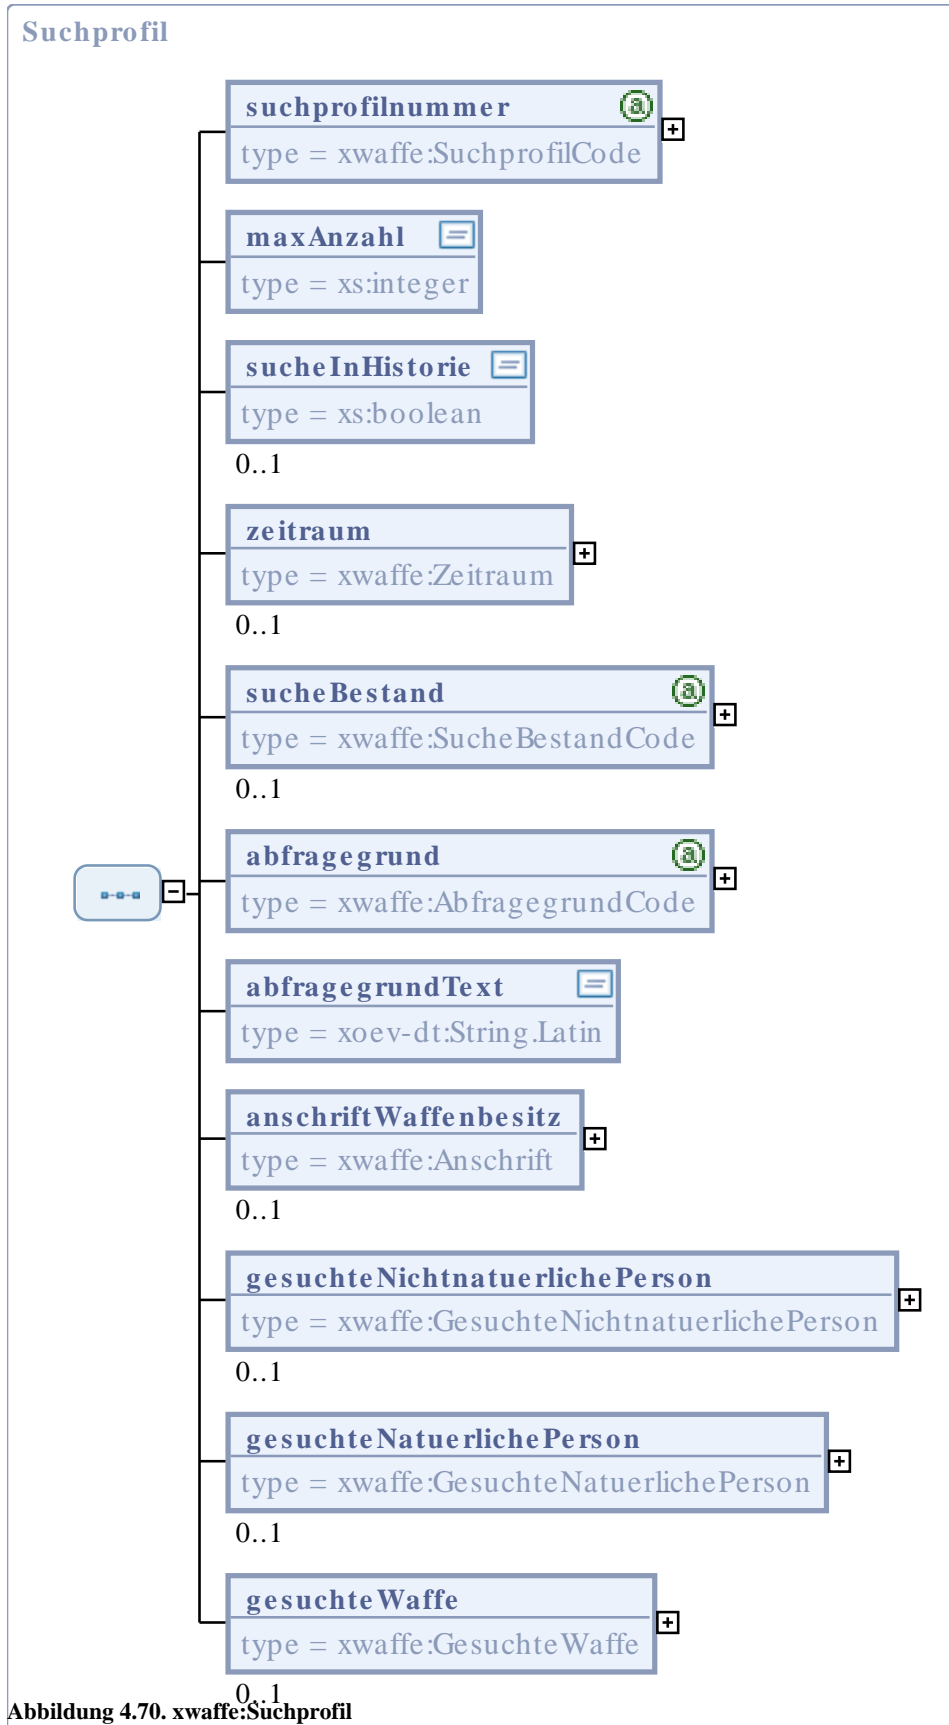 Suchprofil
suchprofilnummer
type = xwaffe:SuchprofilCode
maxAnzahl
type = xs:integer
sucheInHistorie
type = xs:boolean
0..1
zeitraum
type = xwaffe:Zeitraum
0..1
sucheBestand
type = xwaffe:SucheBestandCode
0..1
abfragegrund
type = xwaffe:AbfragegrundCode
abfragegrundText
type = xoev-dt:String.Latin
anschriftWaffenbesitz
type = xwaffe:Anschrift
0..1
gesuchteNichtnatuerlichePerson
type = xwaffe:GesuchteNichtnatuerlichePerson
0..1
gesuchteNatuerlichePerson
type = xwaffe:GesuchteNatuerlichePerson
0..1
gesuchteWaffe
type = xwaffe:GesuchteWaffe
0..1
Abbildung 4.70. xwaffe:Suchprofil